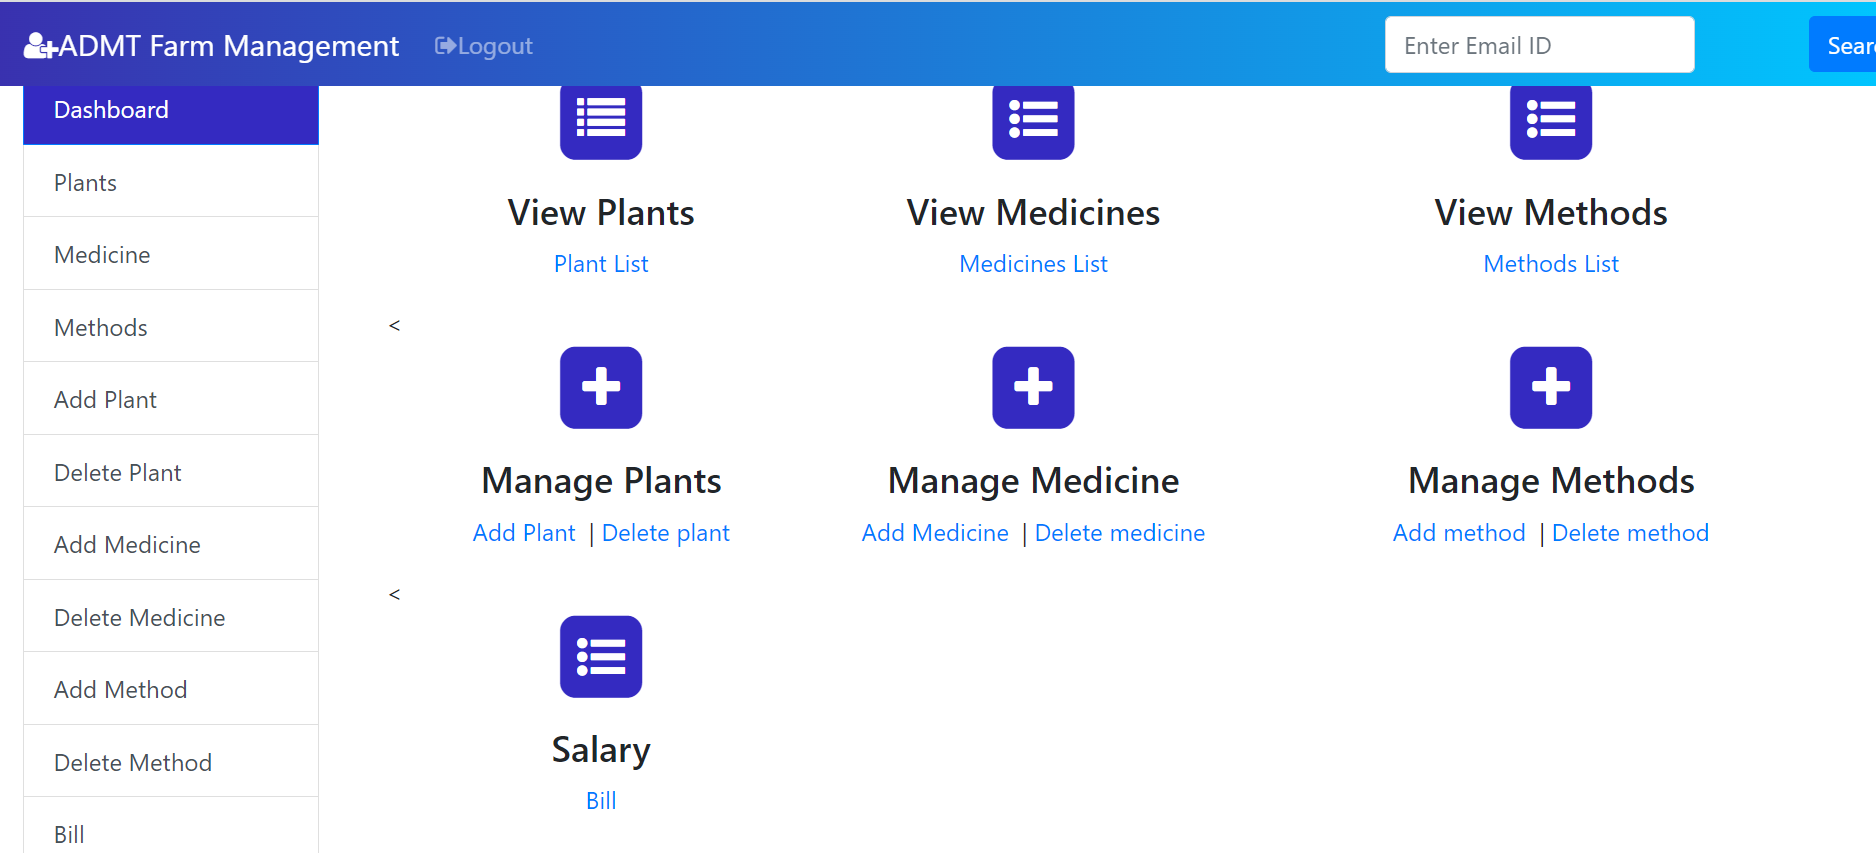 ADMT Farm Management
Logout
Enter Email ID
Dashboard
Plants
Medicine
Methods
Add Plant
Delete Plant
Add Medicine
Delete Medicine
Add Method
Delete Method
Bill
View Plants
Plant List
View Medicines
Medicines List
View Methods
Methods List
<
Manage Plants
Add Plant | Delete plant
Manage Medicine
Add Medicine | Delete medicine
Manage Methods
Add method | Delete method
<
Salary
Bill